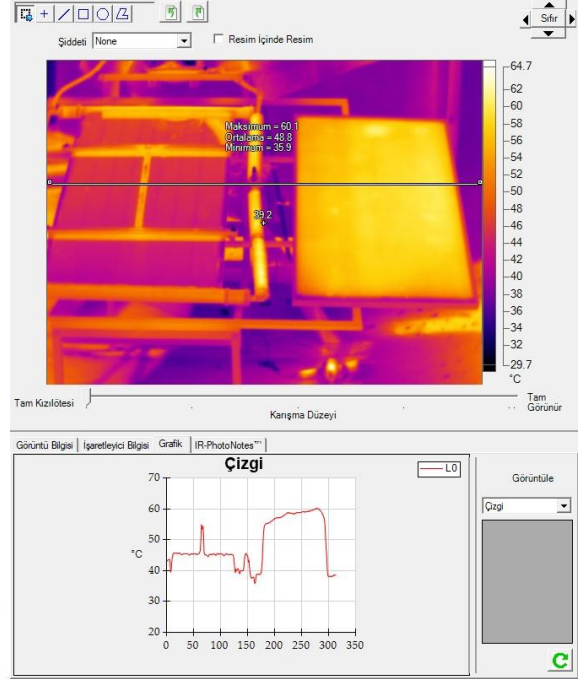 Sıfır
Şiddeti None
Resim İçinde Resim
Maksimum = 60.1
Ortalama = 48.8
Minimum = 35.9
39.2
64.7
62
60
58
56
54
52
50
48
46
44
42
40
38
36
34
32
29.7
°C
Tam Kızılötesi
Karışma Düzeyi
Tam
Görünür
Görüntü Bilgisi İşaretleyici Bilgisi Grafik IR-PhotoNotes™
Çizgi
L0
70
60
50
°C
40
30
20
0 50 100 150 200 250 300 350
Görüntüle
Çizgi